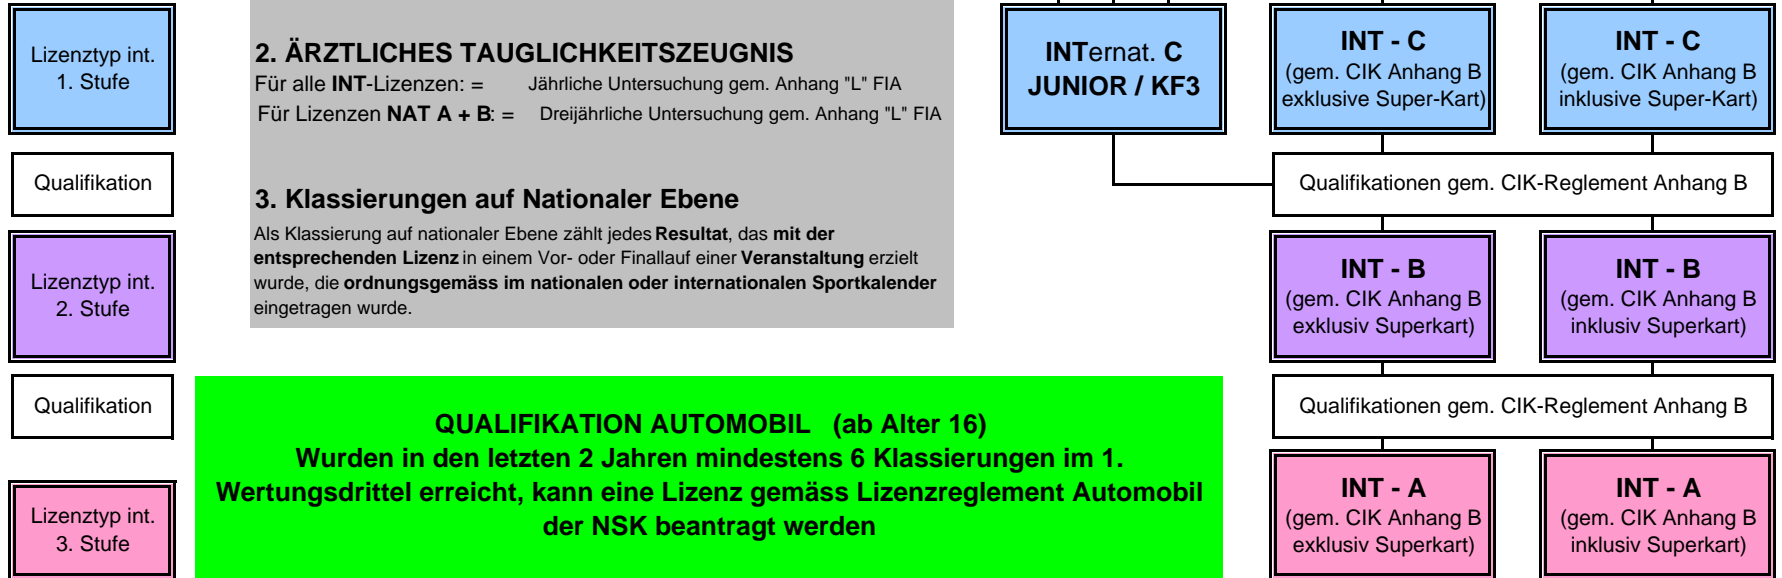 Lizenztyp int.
1. Stufe
Qualifikation
Lizenztyp int.
2. Stufe
Qualifikation
Lizenztyp int.
3. Stufe
2. ÄRZTLICHES TAUGLICHKEITSZEUGNIS
Für alle INT-Lizenzen: = Jährliche Untersuchung gem. Anhang "L" FIA
Für Lizenzen NAT A + B: = Dreijährliche Untersuchung gem. Anhang "L" FIA
3. Klassierungen auf Nationaler Ebene
Als Klassierung auf nationaler Ebene zählt jedes Resultat, das mit der
entsprechenden Lizenz in einem Vor- oder Finallauf einer Veranstaltung erzielt
wurde, die ordnungsgemäss im nationalen oder internationalen Sportkalender
eingetragen wurde.
QUALIFIKATION AUTOMOBIL (ab Alter 16)
Wurden in den letzten 2 Jahren mindestens 6 Klassierungen im 1.
Wertungsdrittel erreicht, kann eine Lizenz gemäss Lizenzreglement Automobil
der NSK beantragt werden
INTernat. C
JUNIOR / KF3
INT - C
(gem. CIK Anhang B
exklusive Super-Kart)
INT - C
(gem. CIK Anhang B
inklusive Super-Kart)
Qualifikationen gem. CIK-Reglement Anhang B
INT - B
(gem. CIK Anhang B
exklusiv Superkart)
INT - B
(gem. CIK Anhang B
inklusiv Superkart)
Qualifikationen gem. CIK-Reglement Anhang B
INT - A
(gem. CIK Anhang B
exklusiv Superkart)
INT - A
(gem. CIK Anhang B
inklusiv Superkart)